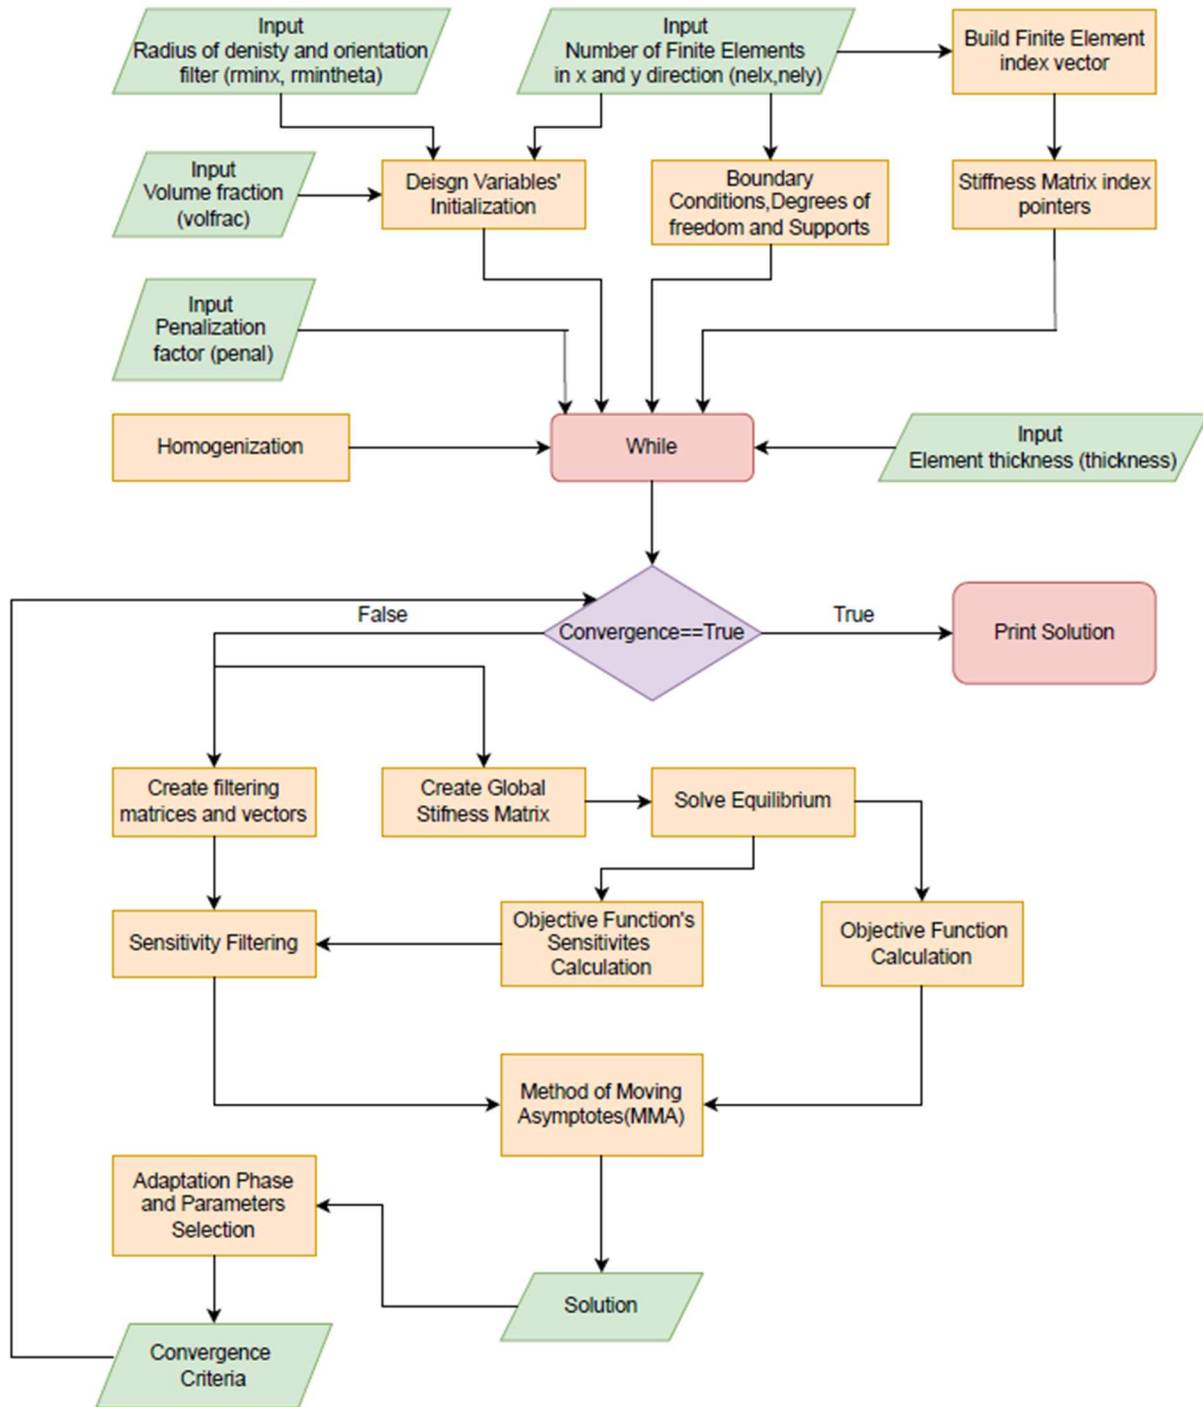 Input
Radius of denisty and orientation
filter (rminx, rmintheta)
Input
Number of Finite Elements
in x and y direction (nelx,nely)
Build Finite Element
index vector
Input
Volume fraction
(volfrac)
Deisgn Variables'
Initialization
Boundary
Conditions,Degrees of
freedom and Supports
Stiffness Matrix index
pointers
Input
Penalization
factor (penal)
Homogenization
While
Input
Element thickness (thickness)
False
Convergence==True
True
Print Solution
Create filtering
matrices and vectors
Create Global
Stifness Matrix
Solve Equilibrium
Sensitivity Filtering
Objective Function's
Sensitivites
Calculation
Objective Function
Calculation
Method of Moving
Asymptotes(MMA)
Adaptation Phase
and Parameters
Selection
Solution
Convergence
Criteria